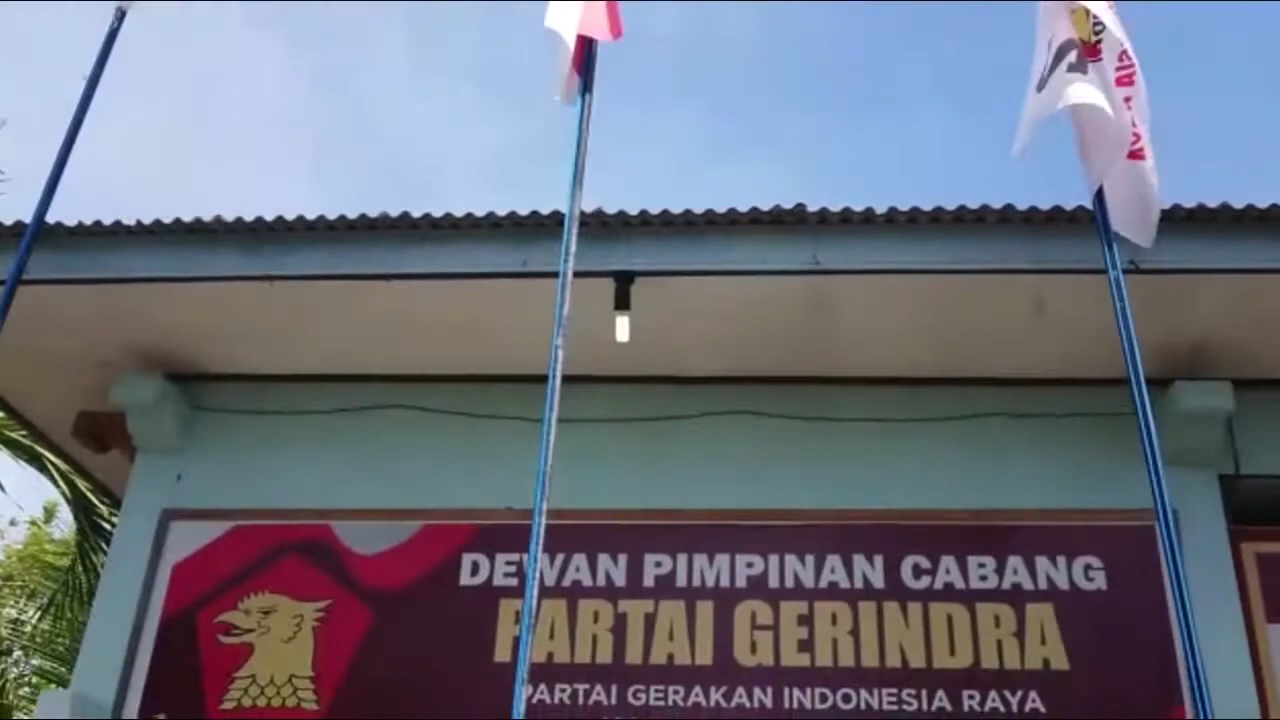 DEWAN PIMPINAN CABANG
PARTAI GERINDRA
PARTAI GERAKAN INDONESIA RAYA